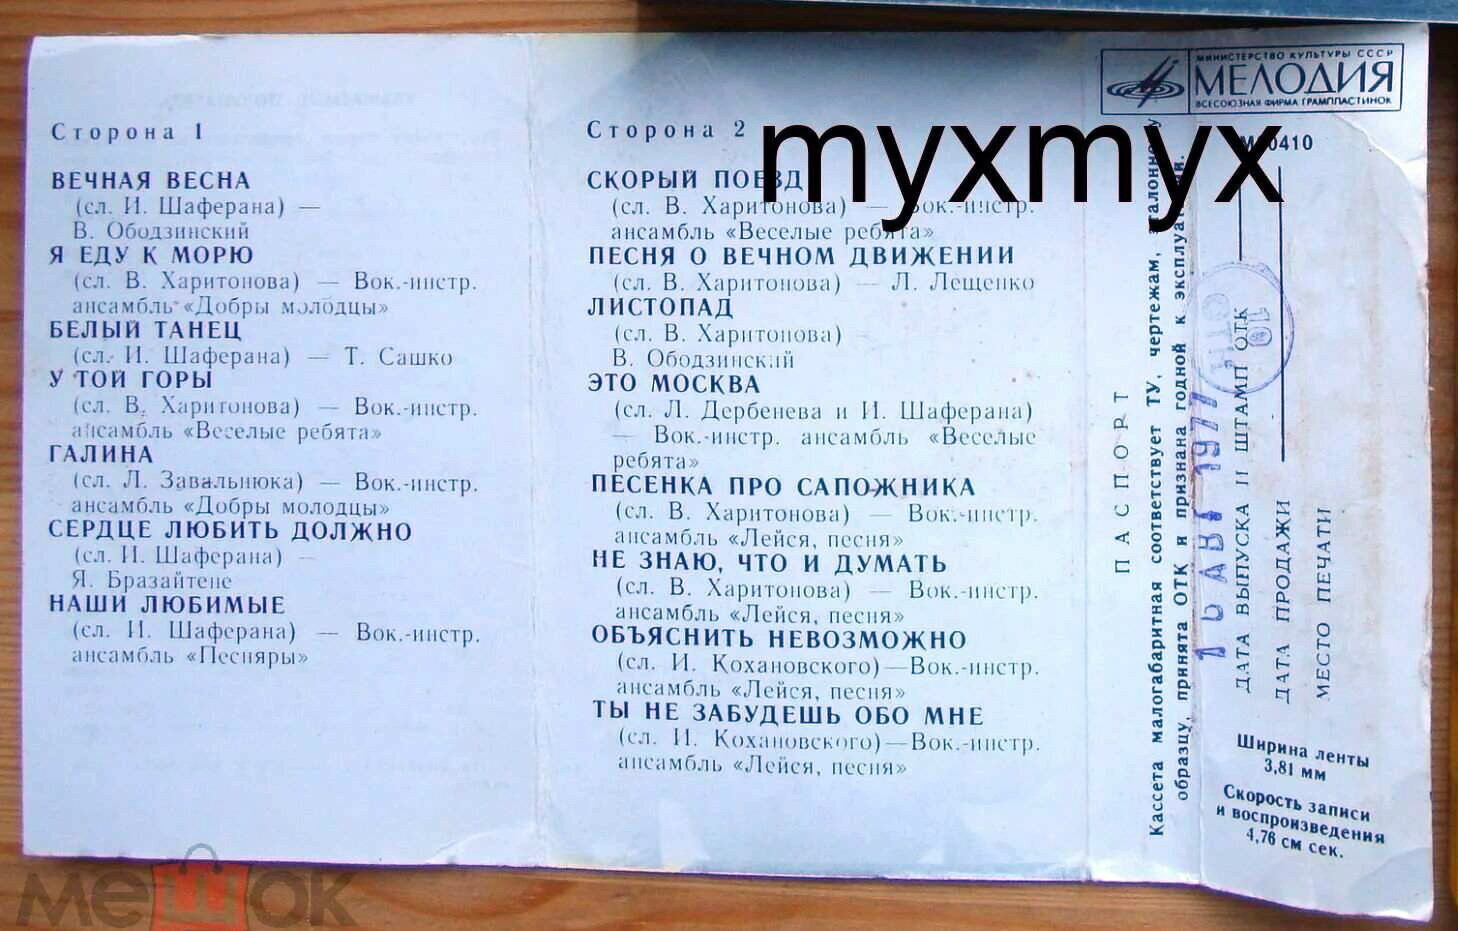 Сторона 1
ВЕЧНАЯ ВЕСНА
(сл. И. Шаферана) —
В. Ободзинский
Я ЕДУ К МОРЮ
(сл. В. Харитонова) — Вок.-инстр.
ансамбль «Добры молодцы»
БЕЛЫЙ ТАНЕЦ
(сл. И. Шаферана) — Т. Сашко
У ТОЙ ГОРЫ
(сл. В. Харитонова) — Вок.-инстр.
ансамбль «Веселые ребята»
ГАЛИНА
(сл. Л. Завальнюка) — Вок.-инстр.
ансамбль «Добры молодцы»
СЕРДЦЕ ЛЮБИТЬ ДОЛЖНО
(сл. И. Шаферана) —
Я. Бразайтене
НАШИ ЛЮБИМЫЕ
(сл. И. Шаферана) — Вок.-инстр.
ансамбль «Песняры»
Сторона 2
СКОРЫЙ ПОЕЗД
(сл. В. Харитонова) — Вок.-инстр.
ансамбль «Веселые ребята»
ПЕСНЯ О ВЕЧНОМ ДВИЖЕНИИ
(сл. В. Харитонова) — Л. Лещенко
ЛИСТОПАД
(сл. В. Харитонова) —
В. Ободзинский
ЭТО МОСКВА
(сл. Л. Дербенева и И. Шаферана)
— Вок.-инстр. ансамбль «Веселые
ребята»
ПЕСЕНКА ПРО САПОЖНИКА
(сл. В. Харитонова) — Вок.-инстр.
ансамбль «Лейся, песня»
НЕ ЗНАЮ, ЧТО И ДУМАТЬ
(сл. В. Харитонова) — Вок.-инстр.
ансамбль «Лейся, песня»
ОБЪЯСНИТЬ НЕВОЗМОЖНО
(сл. И. Кохановского) — Вок.-инстр.
ансамбль «Лейся, песня»
ТЫ НЕ ЗАБУДЕШЬ ОБО МНЕ
(сл. И. Кохановского) — Вок.-инстр.
ансамбль «Лейся, песня»
myxmyx
МИНИСТЕРСТВО КУЛЬТУРЫ СССР
МЕЛОДИЯ
ВСЕСОЮЗНАЯ ФИРМА ГРАМПЛАСТИНОК
ПАСПОРТ
Кассета малогабаритная соответствует ТУ, чертежам, эталонному
образцу, принята ОТК и признана годной к эксплуатации.
1977
ДАТА ВЫПУСКА И ШТАМП ОТК
10
ДАТА ПРОДАЖИ
МЕСТО ПЕЧАТИ
Ширина ленты
3,81 мм
Скорость записи
и воспроизведения
4,76 см сек.
мешок